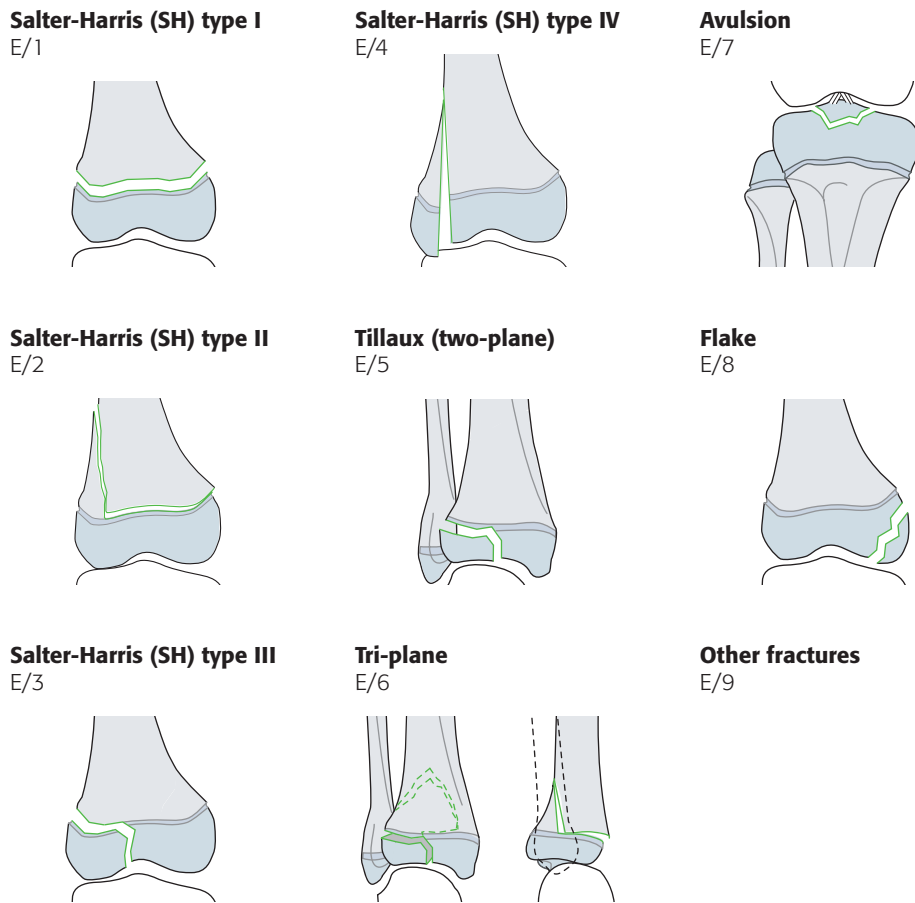 Salter-Harris (SH) type I
E/1
Salter-Harris (SH) type IV
E/4
Avulsion
E/7
Salter-Harris (SH) type II
E/2
Tillaux (two-plane)
E/5
Flake
E/8
Salter-Harris (SH) type III
E/3
Tri-plane
E/6
Other fractures
E/9